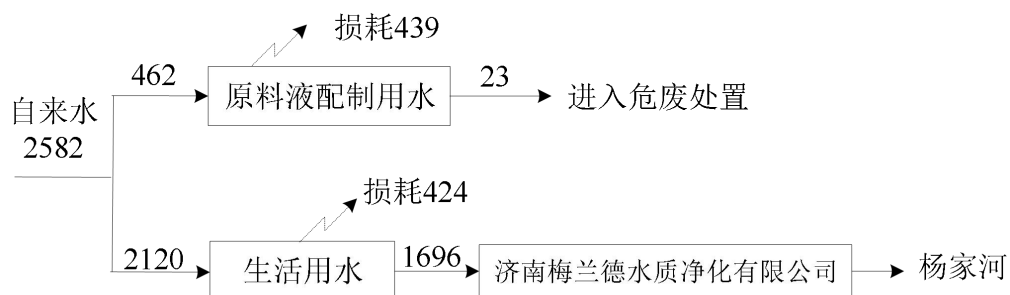 损耗439
462
原料液配制用水
23
进入危废处置
自来水
2582
损耗424
2120
生活用水
1696
济南梅兰德水质净化有限公司
杨家河